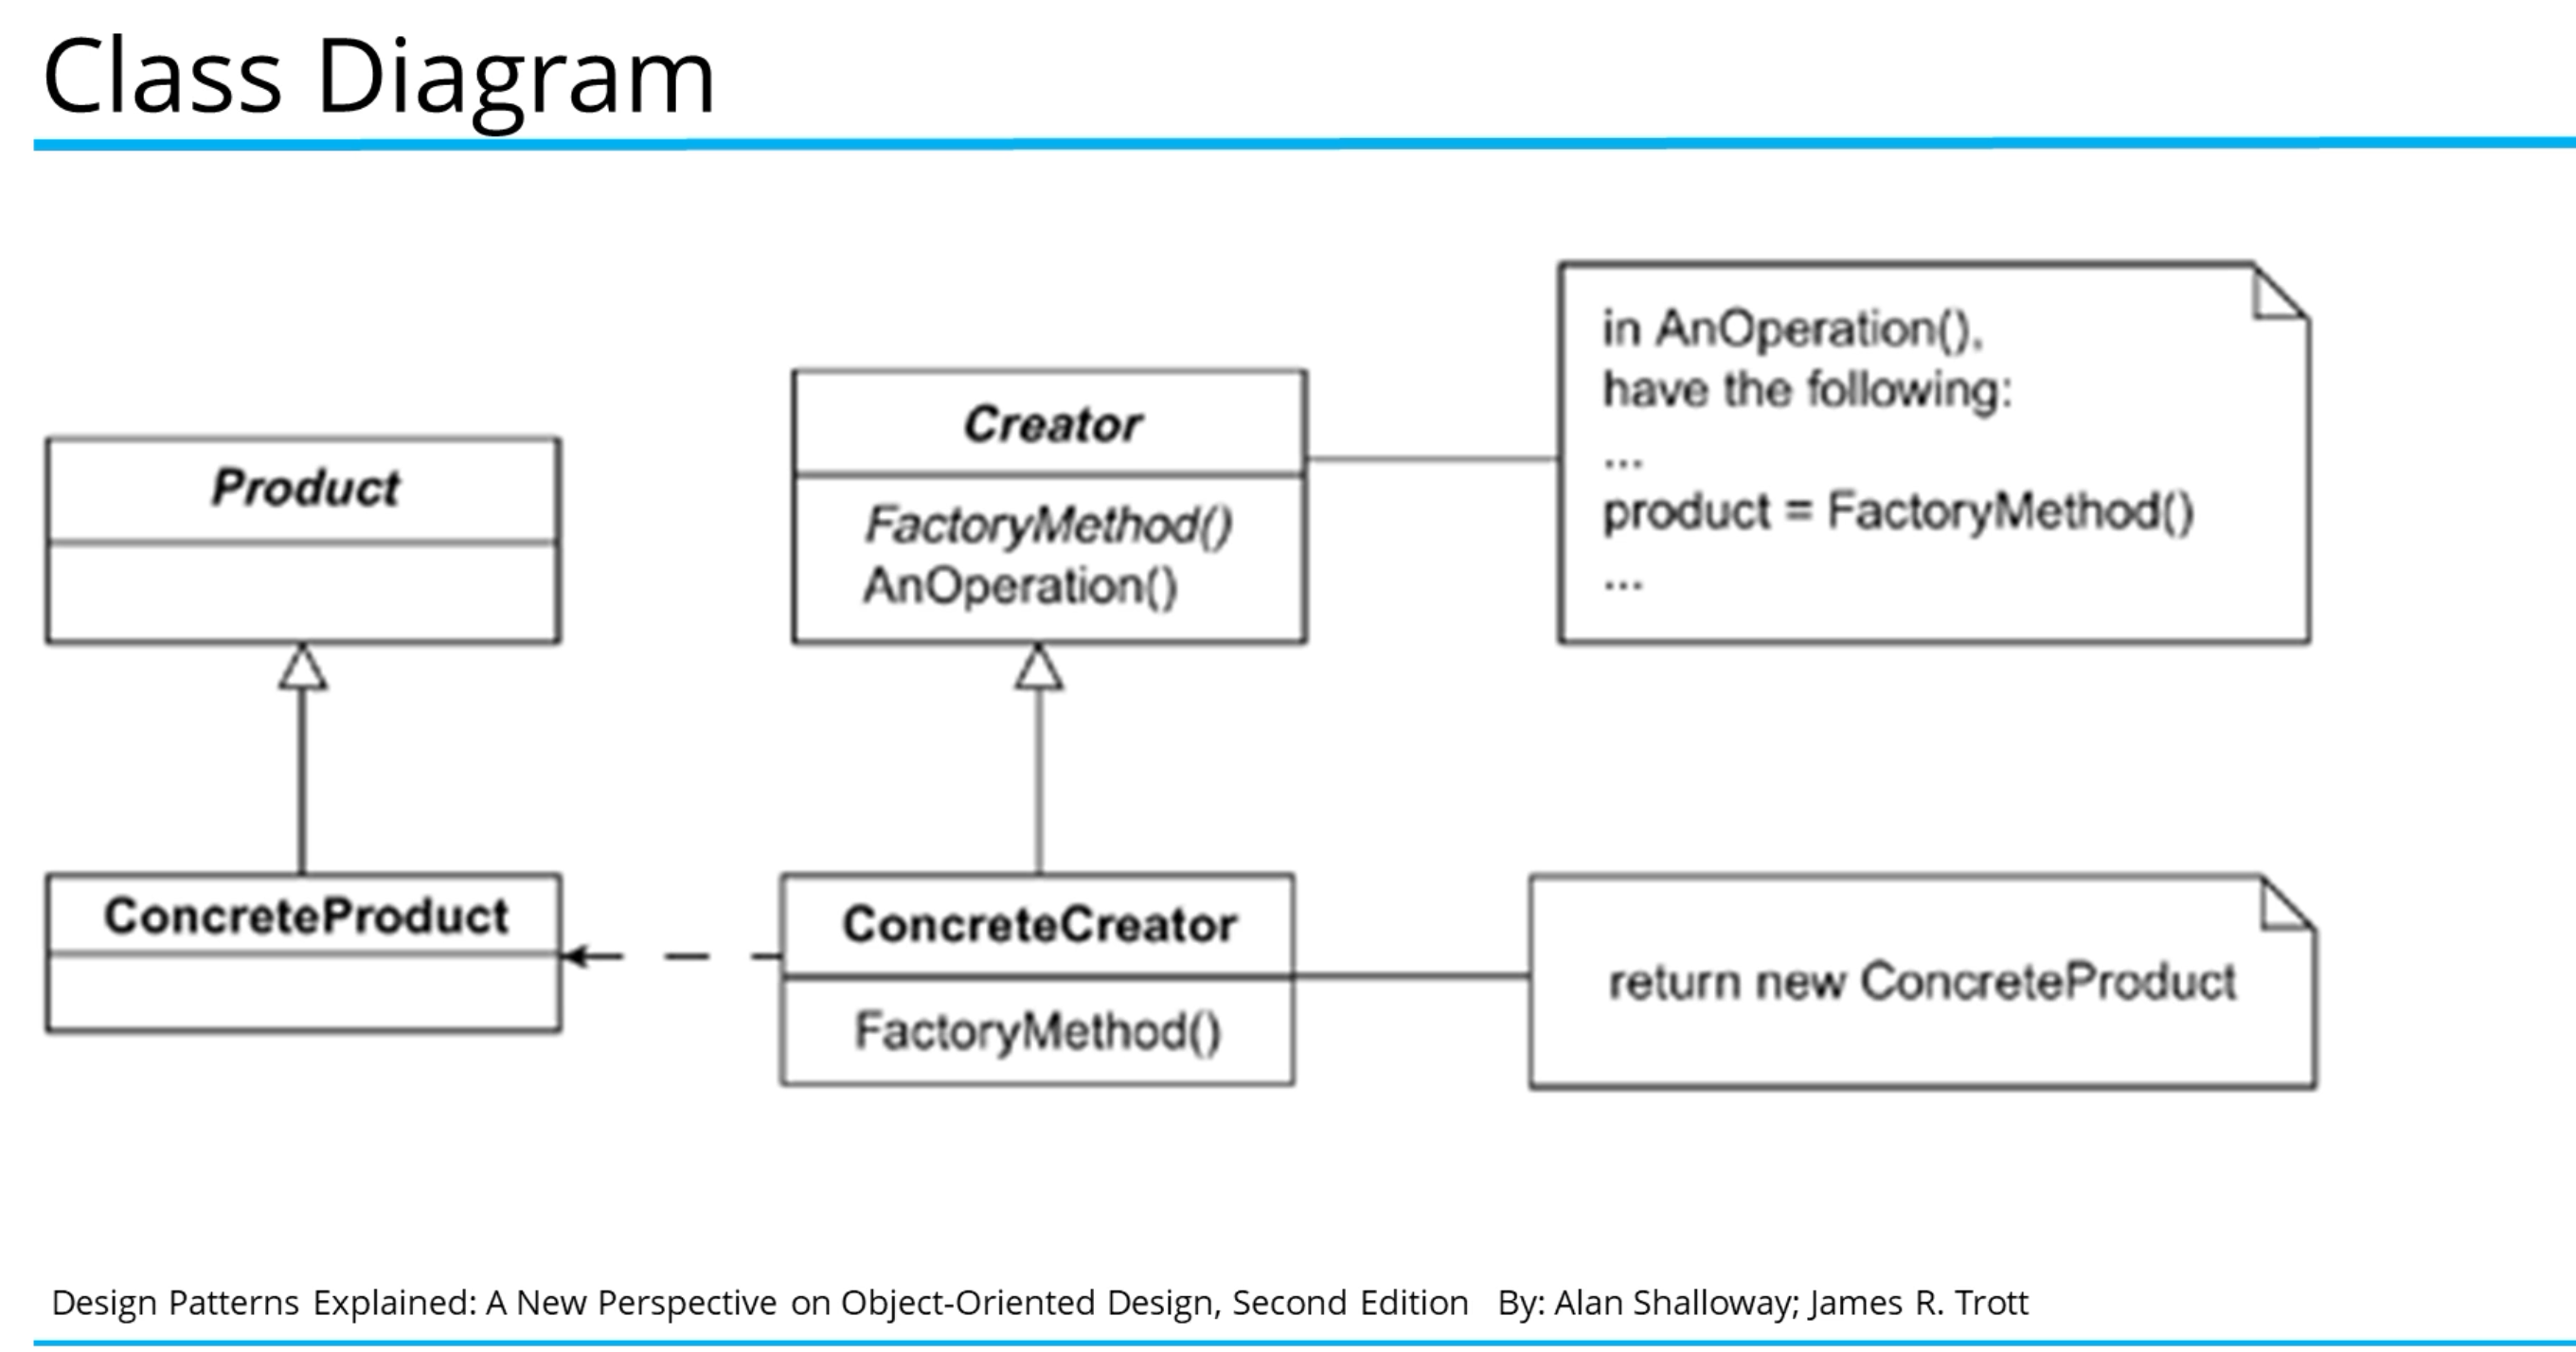 Class Diagram
Product
Creator
FactoryMethod()
AnOperation()
in AnOperation(),
have the following:
...
product = FactoryMethod()
...
ConcreteProduct
ConcreteCreator
FactoryMethod()
return new ConcreteProduct
Design Patterns Explained: A New Perspective on Object-Oriented Design, Second Edition By: Alan Shalloway; James R. Trott